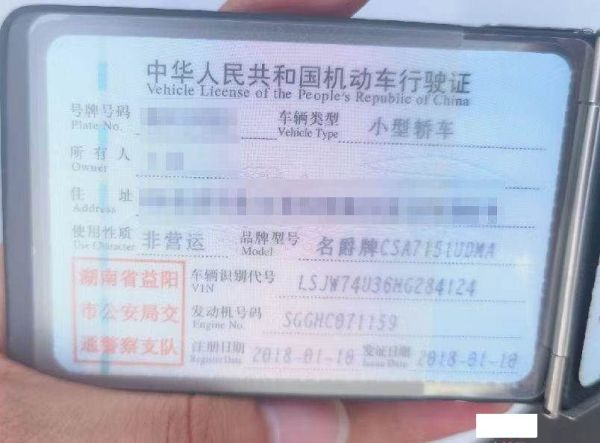 中华人民共和国机动车行驶证
Vehicle License of the People's Republic of China
号牌号码 车辆类型 小型轿车
Plate No. Vehicle Type
所有人
Owner
住址
Address
使用性质 非营运 品牌型号 名爵牌CSA7151UDMA
Use Character Model
湖南省益阳 车辆识别代号 LSJW74U36HG284124
VIN
市公安局交 发动机号码 SGGHC071159
Engine No.
通警察支队 注册日期 2018-01-10 发证日期 2018-01-10
Register Date Issue Date